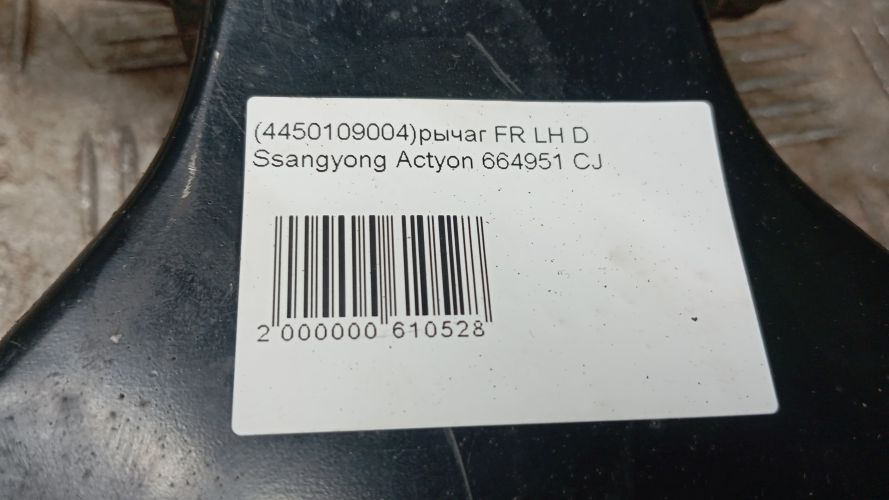 (4450109004)рычаг FR LH D
Ssangyong Actyon 664951 CJ
2 000000 610528